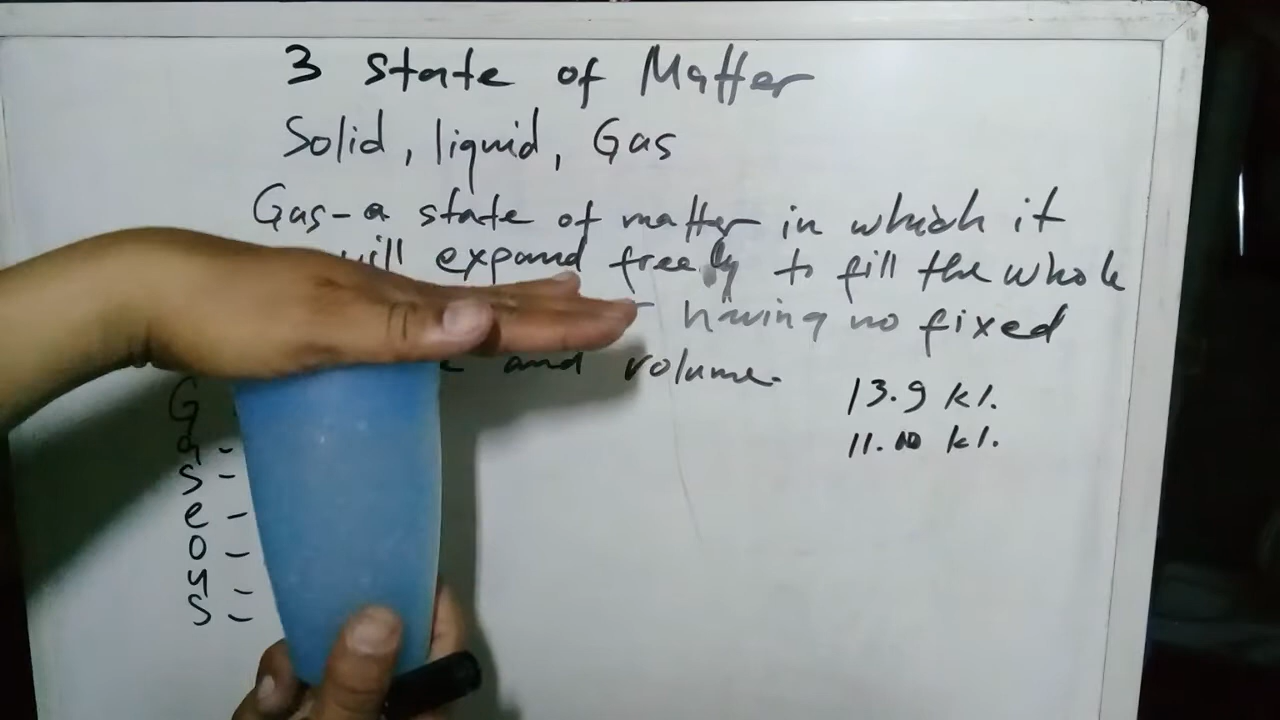 3 state of Matter
Solid, liquid, Gas
Gas - a state of matter in which it
will expand freely to fill the whole
having no fixed
and volume.
13.9 kl.
11.00 kl.
G
a -
s -
e -
o -
u -
s -